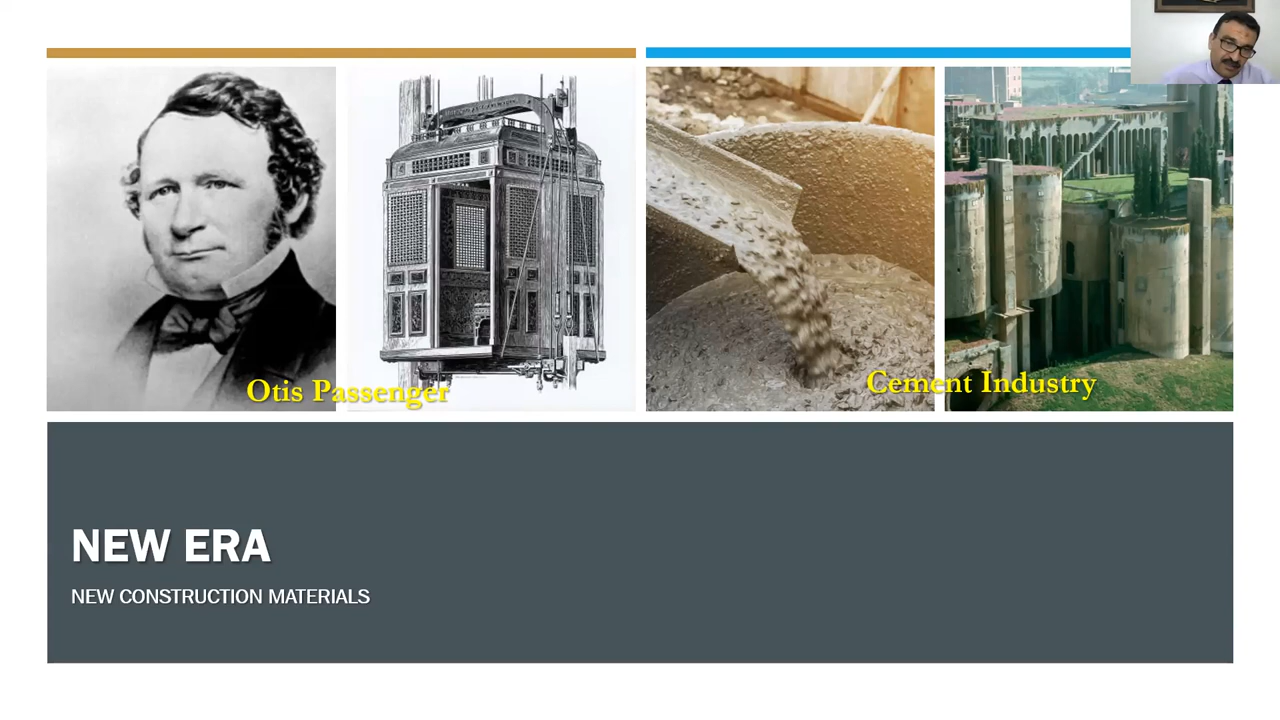 Otis Passenger
Cement Industry
NEW ERA
NEW CONSTRUCTION MATERIALS